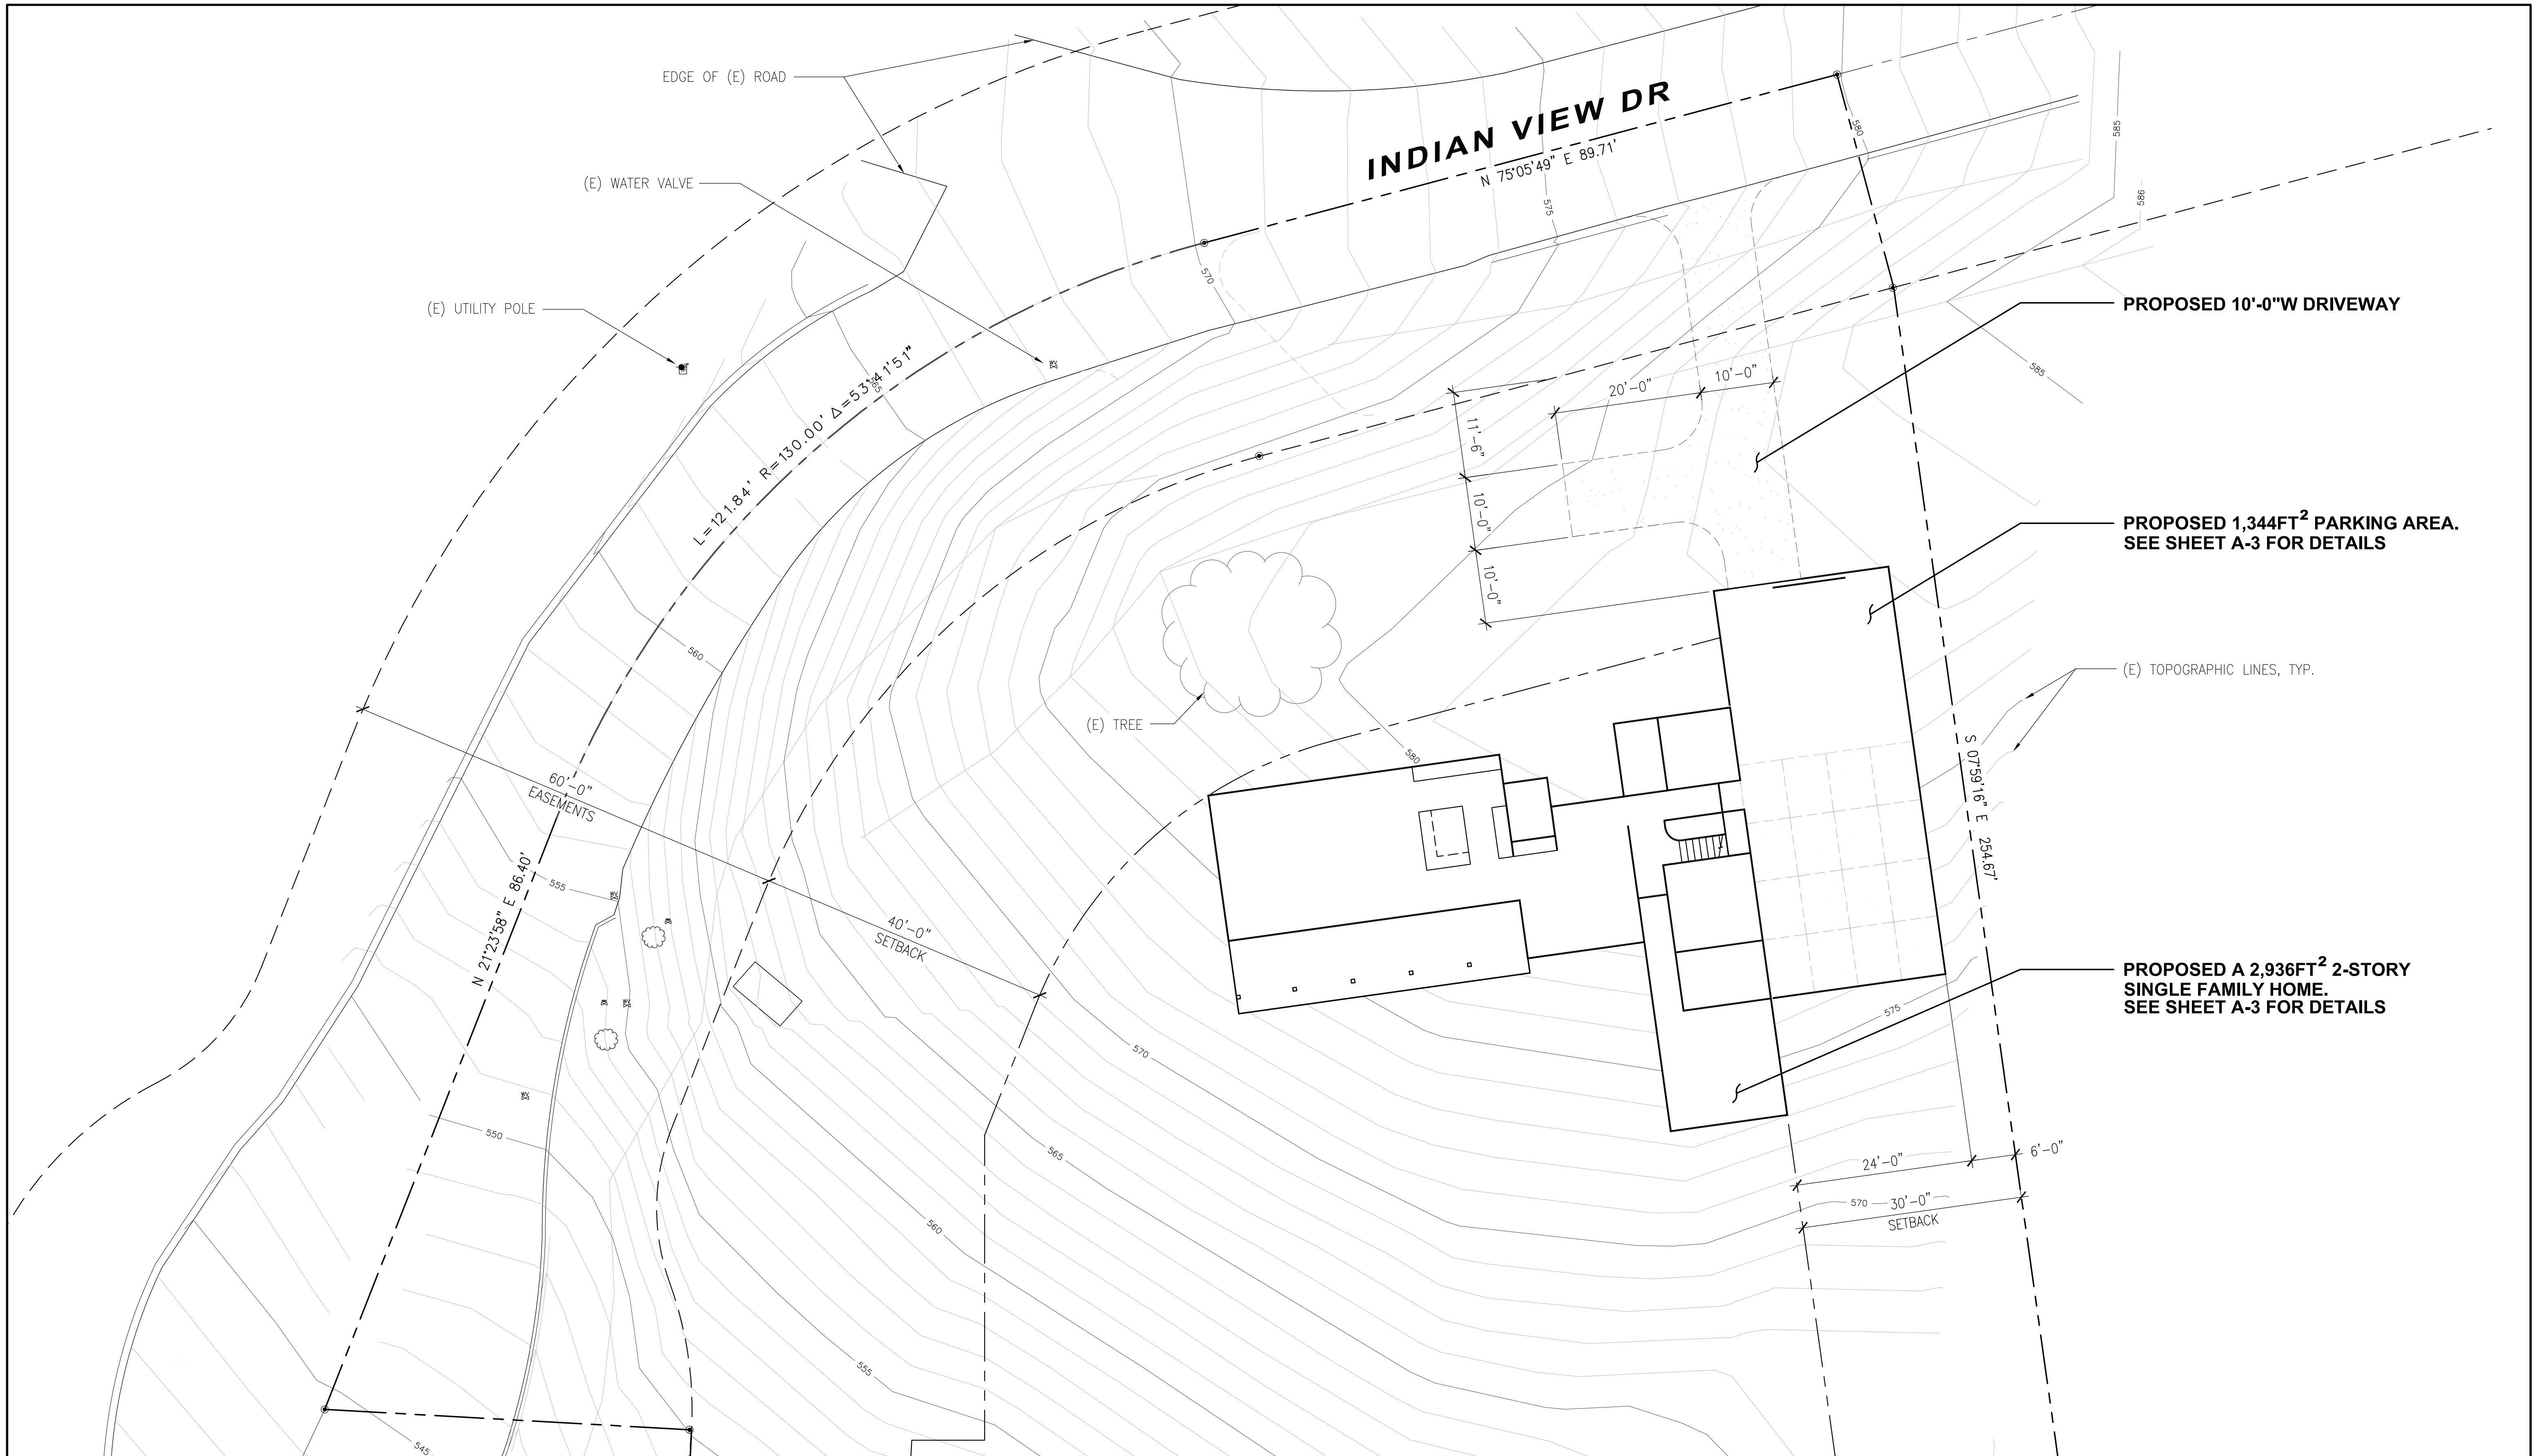 EDGE OF (E) ROAD
INDIAN VIEW DR
N 75°05'49" E 89.71'
580
585
586
(E) WATER VALVE
575
570
(E) UTILITY POLE
PROPOSED 10'-0"W DRIVEWAY
L=121.84' R=130.00' Δ=53°41'51"
565
20'-0"
10'-0"
11'-6"
585
10'-0"
10'-0"
PROPOSED 1,344FT² PARKING AREA.
SEE SHEET A-3 FOR DETAILS
560
(E) TREE
(E) TOPOGRAPHIC LINES, TYP.
580
60'-0"
EASEMENTS
S 07°59'16" E 254.67'
N 21°23'58" E 86.40'
555
40'-0"
SETBACK
PROPOSED A 2,936FT² 2-STORY
SINGLE FAMILY HOME.
SEE SHEET A-3 FOR DETAILS
575
570
550
565
24'-0"
6'-0"
570
30'-0"
SETBACK
560
555
545